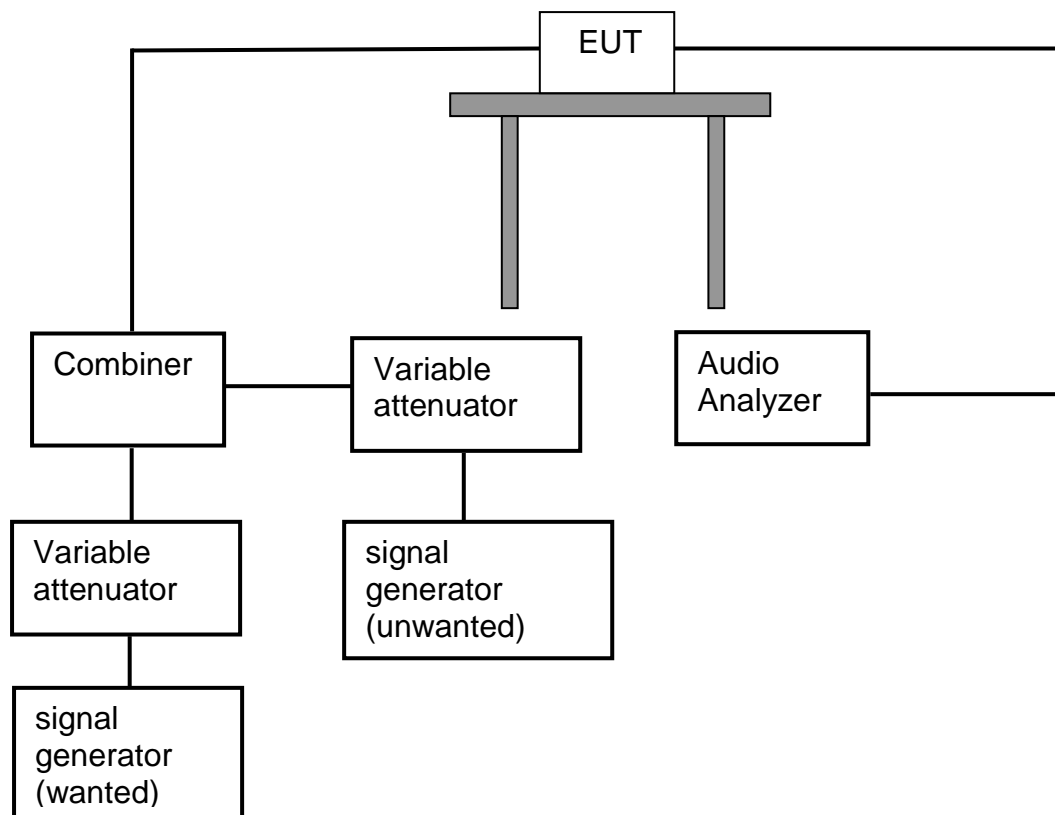 EUT
Combiner
Variable
attenuator
Audio
Analyzer
Variable
attenuator
signal
generator
(unwanted)
signal
generator
(wanted)